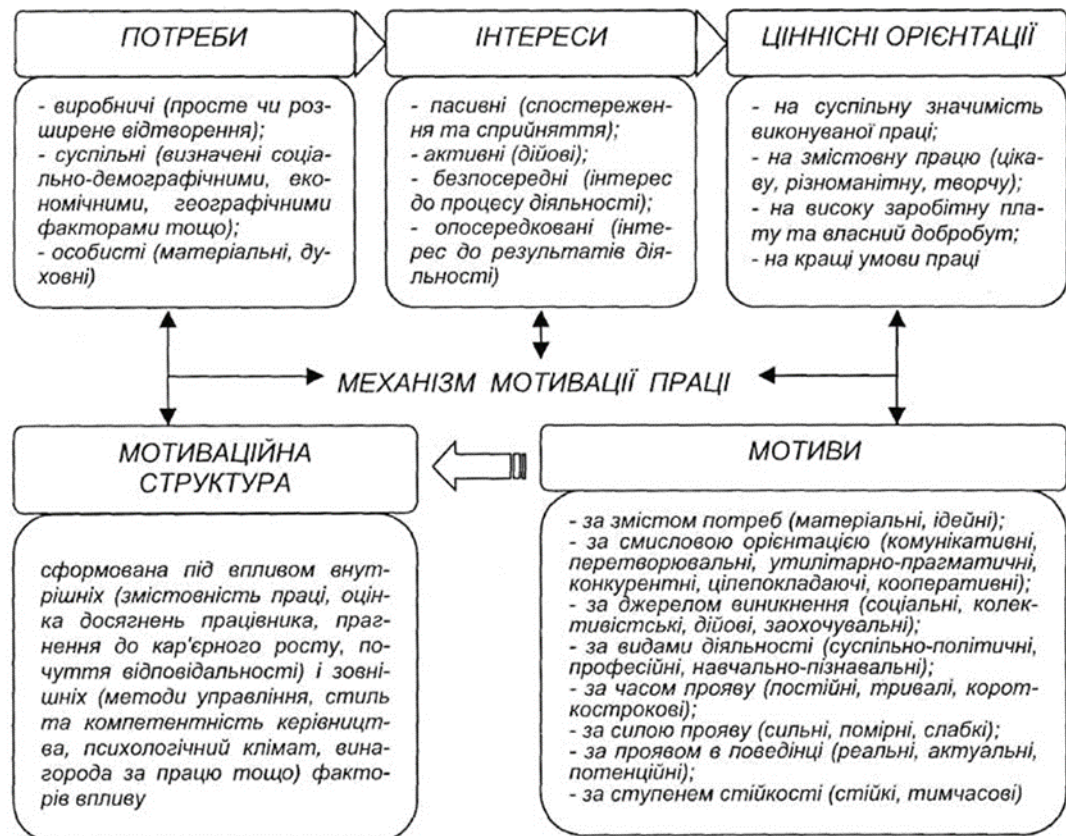 ПОТРЕБИ
- виробничі (просте чи роз-
ширене відтворення);
- суспільні (визначені соціа-
льно-демографічними, еко-
номічними, географічними
факторами тощо);
- особисті (матеріальні, ду-
ховні)
ІНТЕРЕСИ
- пасивні (спостережен-
ня та сприйняття);
- активні (дійові);
- безпосередні (інтерес
до процесу діяльності);
- опосередковані (інте-
рес до результатів дія-
льності)
ЦІННІСНІ ОРІЄНТАЦІЇ
- на суспільну значимість
виконуваної праці;
- на змістовну працю (ціка-
ву, різноманітну, творчу);
- на високу заробітну пла-
ту та власний добробут;
- на кращі умови праці
МЕХАНІЗМ МОТИВАЦІЇ ПРАЦІ
МОТИВАЦІЙНА
СТРУКТУРА
сформована під впливом внут-
рішніх (змістовність праці, оцін-
ка досягнень працівника, праг-
нення до кар'єрного росту, по-
чуття відповідальності) і зовні-
шніх (методи управління, стиль
та компетентність керівницт-
ва, психологічний клімат, вина-
города за працю тощо) факто-
рів впливу
МОТИВИ
- за змістом потреб (матеріальні, ідейні);
- за смисловою орієнтацією (комунікативні,
перетворювальні, утилітарно-прагматичні,
конкурентні, цілепокладаючі, кооперативні);
- за джерелом виникнення (соціальні, колек-
тивістські, дійові, заохочувальні);
- за видами діяльності (суспільно-політичні,
професійні, навчально-пізнавальні);
- за часом прояву (постійні, тривалі, корот-
кострокові);
- за силою прояву (сильні, помірні, слабкі);
- за проявом в поведінці (реальні, актуальні,
потенційні);
- за ступенем стійкості (стійкі, тимчасові)